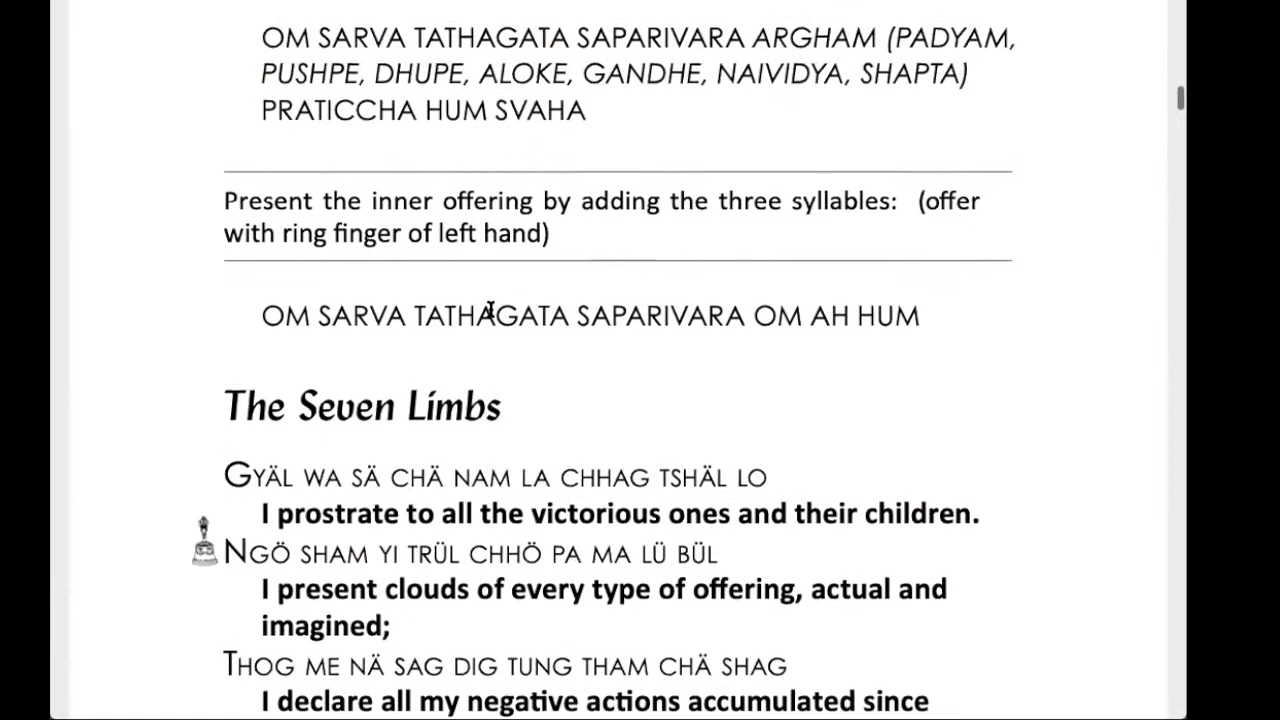 OM SARVA TATHAGATA SAPARIVARA ARGHAM (PADYAM,
PUSHPE, DHUPE, ALOKE, GANDHE, NAIVIDYA, SHAPTA)
PRATICCHA HUM SVAHA
Present the inner offering by adding the three syllables: (offer
with ring finger of left hand)
OM SARVA TATHAGATA SAPARIVARA OM AH HUM
The Seven Limbs
GYÄL WA SÄ CHÄ NAM LA CHHAG TSHÄL LO
I prostrate to all the victorious ones and their children.
NGÖ SHAM YI TRÜL CHHÖ PA MA LÜ BÜL
I present clouds of every type of offering, actual and
imagined;
THOG ME NÄ SAG DIG TUNG THAM CHÄ SHAG
I declare all my negative actions accumulated since